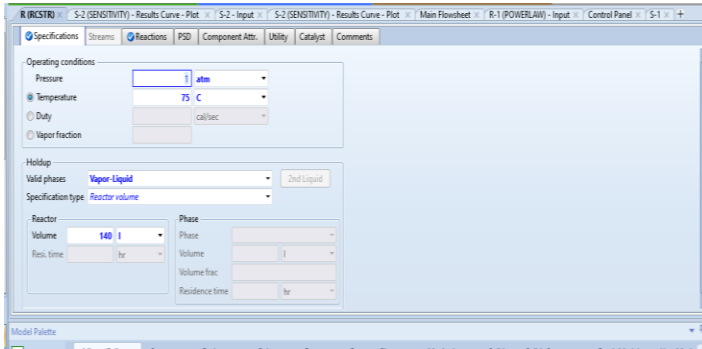 R (RCSTR) × S-2 (SENSITIVITY) - Results Curve - Plot × S-2 - Input × S-2 (SENSITIVITY) - Results Curve - Plot × Main Flowsheet × R-1 (POWERLAW) - Input × Control Panel × S-1 × +
Specifications Streams Reactions PSD Component Attr. Utility Catalyst Comments
Operating conditions
Pressure 1 atm
Temperature 75 C
Duty cal/sec
Vapor fraction
Holdup
Valid phases Vapor-Liquid 2nd Liquid
Specification type Reactor volume
Reactor Phase
Volume 140 l Phase
Resi. time hr Volume l
Volume frac
Residence time hr
Model Palette